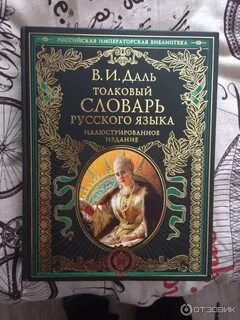 РОССИЙСКАЯ ИМПЕРАТОРСКАЯ БИБЛИОТЕКА
В. И. ДАЛЬ
ТОЛКОВЫЙ
СЛОВАРЬ
РУССКОГО ЯЗЫКА
ИЛЛЮСТРИРОВАННОЕ
ИЗДАНИЕ
ОТЗОВИК